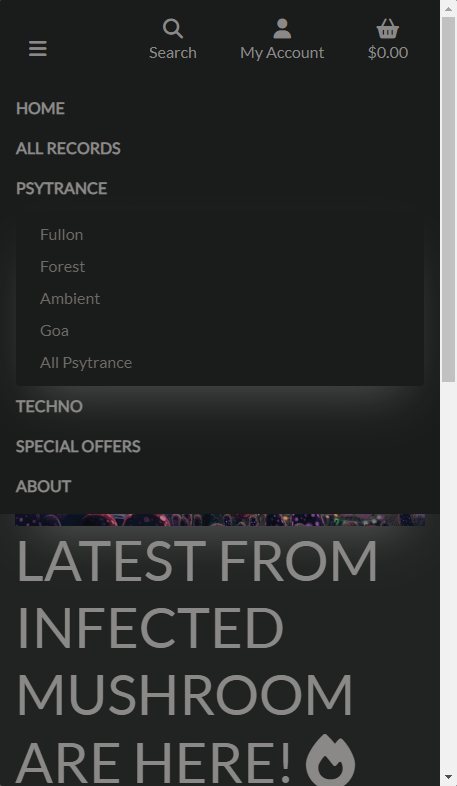 Search
My Account
$0.00
HOME
ALL RECORDS
PSYTRANCE
Fullon
Forest
Ambient
Goa
All Psytrance
TECHNO
SPECIAL OFFERS
ABOUT
LATEST FROM
INFECTED
MUSHROOM
ARE HERE!